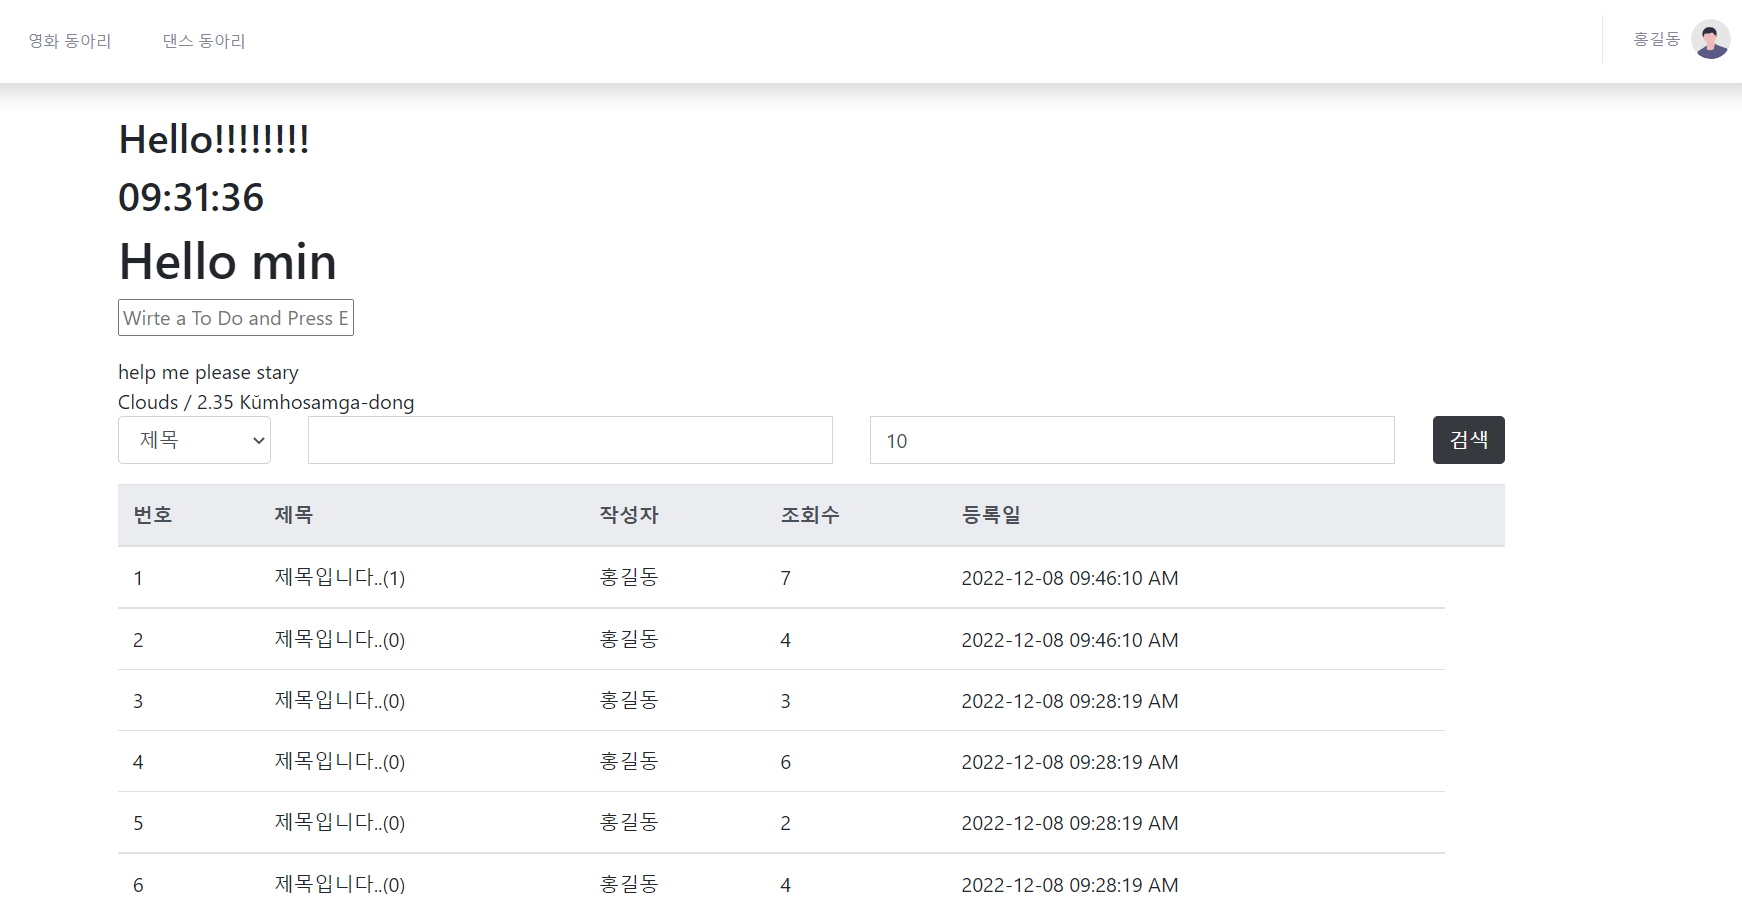 영화 동아리 댄스 동아리 홍길동
Hello!!!!!!!!
09:31:36
Hello min
Wirte a To Do and Press E
help me please stary
Clouds / 2.35 Kŭmhosamga-dong
제목 10 검색
번호 제목 작성자 조회수 등록일
1 제목입니다..(1) 홍길동 7 2022-12-08 09:46:10 AM
2 제목입니다..(0) 홍길동 4 2022-12-08 09:46:10 AM
3 제목입니다..(0) 홍길동 3 2022-12-08 09:28:19 AM
4 제목입니다..(0) 홍길동 6 2022-12-08 09:28:19 AM
5 제목입니다..(0) 홍길동 2 2022-12-08 09:28:19 AM
6 제목입니다..(0) 홍길동 4 2022-12-08 09:28:19 AM